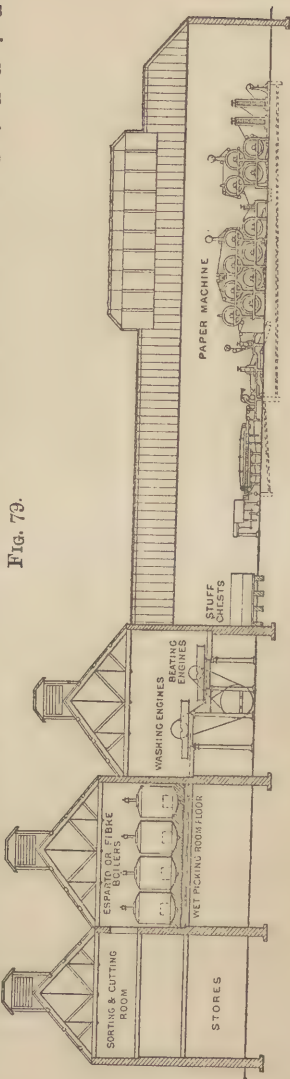 FIG. 79.
SORTING & CUTTING
ROOM
STORES
ESPARTO OR FIBRE
BOILERS
WET PICKING ROOM FLOOR
WASHING ENGINES
BEATING
ENGINES
STUFF
CHESTS
PAPER MACHINE